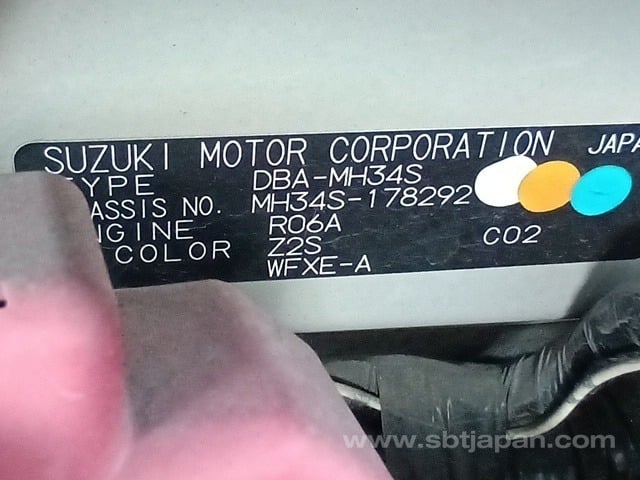 SUZUKI MOTOR CORPORATION JAPA
TYPE DBA-MH34S
ASSIS NO. MH34S-178292
GINE R06A
COLOR Z2S C02
WFXE-A
www.sbtjapan.com